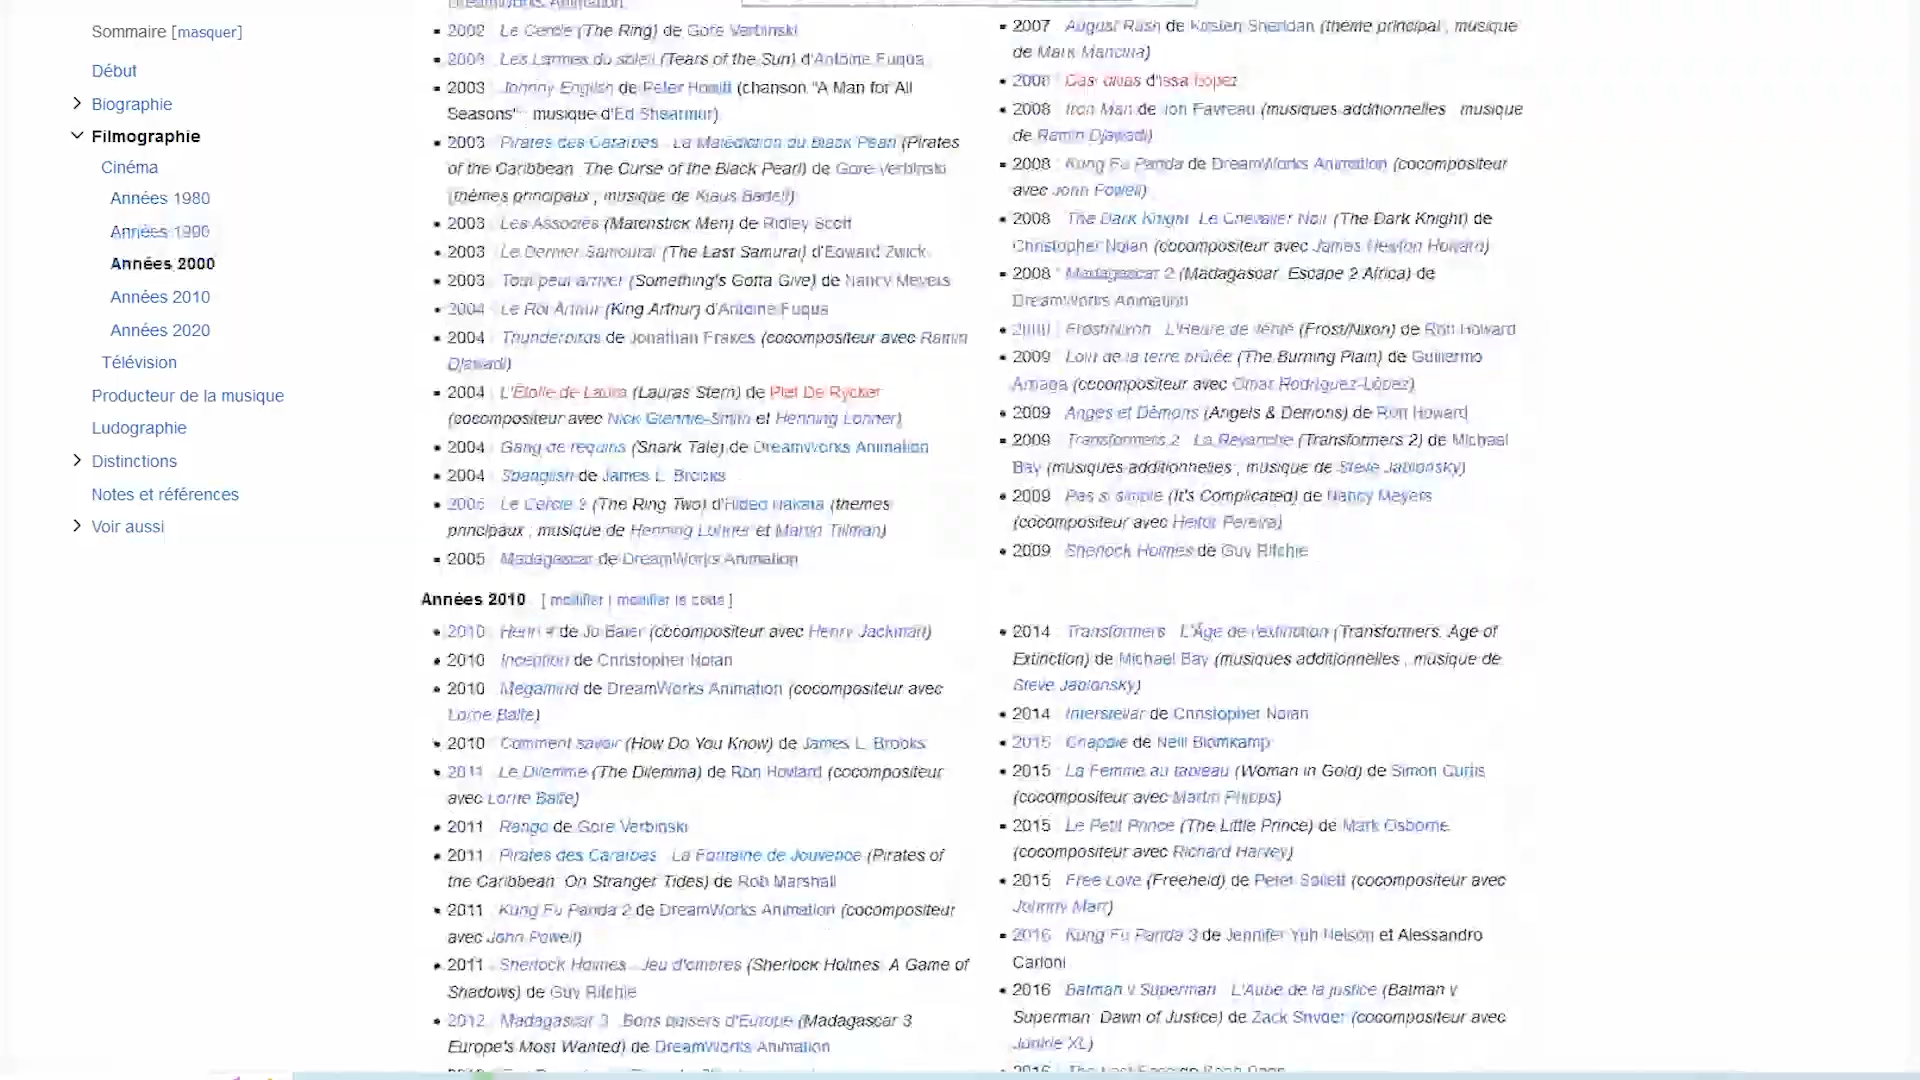 Sommaire [masquer]
Début
Biographie
Filmographie
Cinéma
Années 1980
Années 1990
Années 2000
Années 2010
Années 2020
Télévision
Producteur de la musique
Ludographie
Distinctions
Notes et références
Voir aussi
DreamWorks Animation
2002 Le Cercle (The Ring) de Gore Verbinski
2003 Les Larmes du soleil (Tears of the Sun) d'Antoine Fuqua
2003 Johnny English de Peter Howitt (chanson "A Man for All
Seasons" musique d'Ed Shearmur)
2003 Pirates des Caraïbes La Malédiction du Black Pearl (Pirates
of the Caribbean The Curse of the Black Pearl) de Gore Verbinski
(thèmes principaux ; musique de Klaus Badelt)
2003 Les Associés (Matchstick Men) de Ridley Scott
2003 Le Dernier Samouraï (The Last Samurai) d'Edward Zwick
2003 Tout peut arriver (Something's Gotta Give) de Nancy Meyers
2004 Le Roi Arthur (King Arthur) d'Antoine Fuqua
2004 Thunderbirds de Jonathan Frakes (cocompositeur avec Ramin
Djawadi)
2004 L'Étoile de Laura (Lauras Stern) de Piet De Rycker
(cocompositeur avec Nick Glennie-Smith et Henning Lohner)
2004 Gang de requins (Shark Tale) de DreamWorks Animation
2004 Spanglish de James L. Brooks
2005 Le Cercle 2 (The Ring Two) d'Hideo Nakata (thèmes
principaux ; musique de Henning Lohner et Martin Tillman)
2005 Madagascar de DreamWorks Animation
2007 August Rush de Kirsten Sheridan (thème principal ; musique
de Mark Mancina)
2008 Casi divas d'Issa López
2008 Iron Man de Jon Favreau (musiques additionnelles musique
de Ramin Djawadi)
2008 Kung Fu Panda de DreamWorks Animation (cocompositeur
avec John Powell)
2008 The Dark Knight Le Chevalier Noir (The Dark Knight) de
Christopher Nolan (cocompositeur avec James Newton Howard)
2008 Madagascar 2 (Madagascar Escape 2 Africa) de
DreamWorks Animation
2008 Frost/Nixon L'Heure de vérité (Frost/Nixon) de Ron Howard
2009 Loin de la terre brûlée (The Burning Plain) de Guillermo
Arriaga (cocompositeur avec Omar Rodríguez-López)
2009 Anges et Démons (Angels & Demons) de Ron Howard
2009 Transformers 2 La Revanche (Transformers 2) de Michael
Bay (musiques additionnelles ; musique de Steve Jablonsky)
2009 Pas si simple (It's Complicated) de Nancy Meyers
(cocompositeur avec Heitor Pereira)
2009 Sherlock Holmes de Guy Ritchie
Années 2010 [ modifier | modifier le code ]
2010 Henri 4 de Jo Baier (cocompositeur avec Henry Jackman)
2010 Inception de Christopher Nolan
2010 Megamind de DreamWorks Animation (cocompositeur avec
Lorne Balfe)
2010 Comment savoir (How Do You Know) de James L. Brooks
2011 Le Dilemme (The Dilemma) de Ron Howard (cocompositeur
avec Lorne Balfe)
2011 Rango de Gore Verbinski
2011 Pirates des Caraïbes La Fontaine de Jouvence (Pirates of
the Caribbean On Stranger Tides) de Rob Marshall
2011 Kung Fu Panda 2 de DreamWorks Animation (cocompositeur
avec John Powell)
2011 Sherlock Holmes Jeu d'ombres (Sherlock Holmes A Game of
Shadows) de Guy Ritchie
2012 Madagascar 3 Bons baisers d'Europe (Madagascar 3
Europe's Most Wanted) de DreamWorks Animation
2014 Transformers L'Âge de l'extinction (Transformers: Age of
Extinction) de Michael Bay (musiques additionnelles ; musique de
Steve Jablonsky)
2014 Interstellar de Christopher Nolan
2015 Chappie de Neill Blomkamp
2015 La Femme au tableau (Woman in Gold) de Simon Curtis
(cocompositeur avec Martin Phipps)
2015 Le Petit Prince (The Little Prince) de Mark Osborne
(cocompositeur avec Richard Harvey)
2015 Free Love (Freeheld) de Peter Sollett (cocompositeur avec
Johnny Marr)
2016 Kung Fu Panda 3 de Jennifer Yuh Nelson et Alessandro
Carloni
2016 Batman v Superman L'Aube de la justice (Batman v
Superman Dawn of Justice) de Zack Snyder (cocompositeur avec
Junkie XL)
2016 The Last Face de Sean Penn